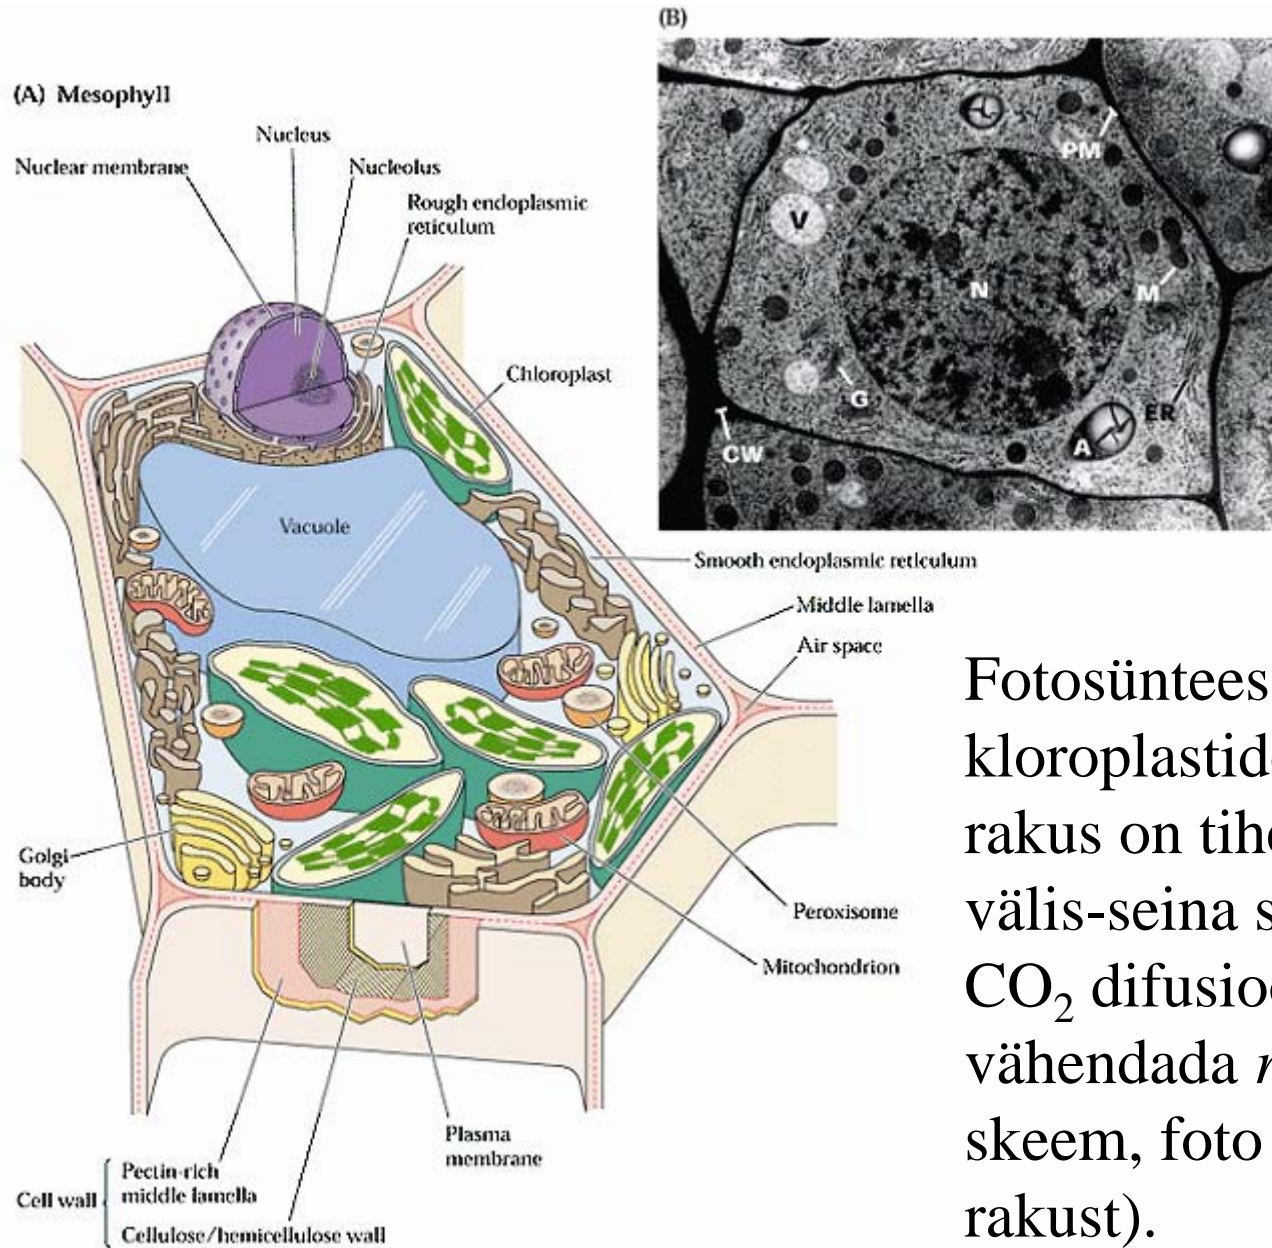 (B)
(A) Mesophyll
Nucleus
Nuclear membrane
Nucleolus
Rough endoplasmic
reticulum
Chloroplast
Vacuole
PM
V
N
M
G
ER
A
CW
Smooth endoplasmic reticulum
Middle lamella
Air space
Golgi
body
Peroxisome
Mitochondrion
Plasma
membrane
Cell wall
Pectin-rich
middle lamella
Cellulose/hemicellulose wall
Fotosüntees
kloroplastid
rakus on tih
välis-seina s
CO₂ difusioo
vähendada r
skeem, foto
rakust).